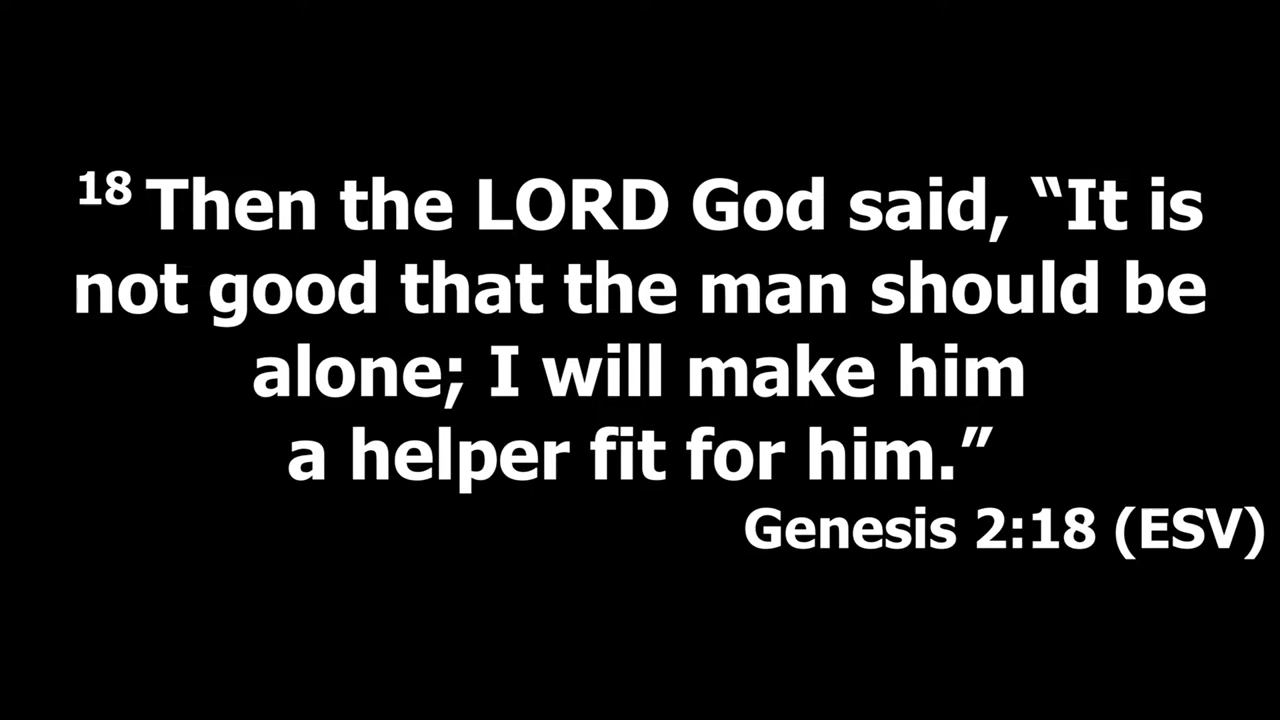 18 Then the LORD God said, “It is
not good that the man should be
alone; I will make him
a helper fit for him.”
Genesis 2:18 (ESV)